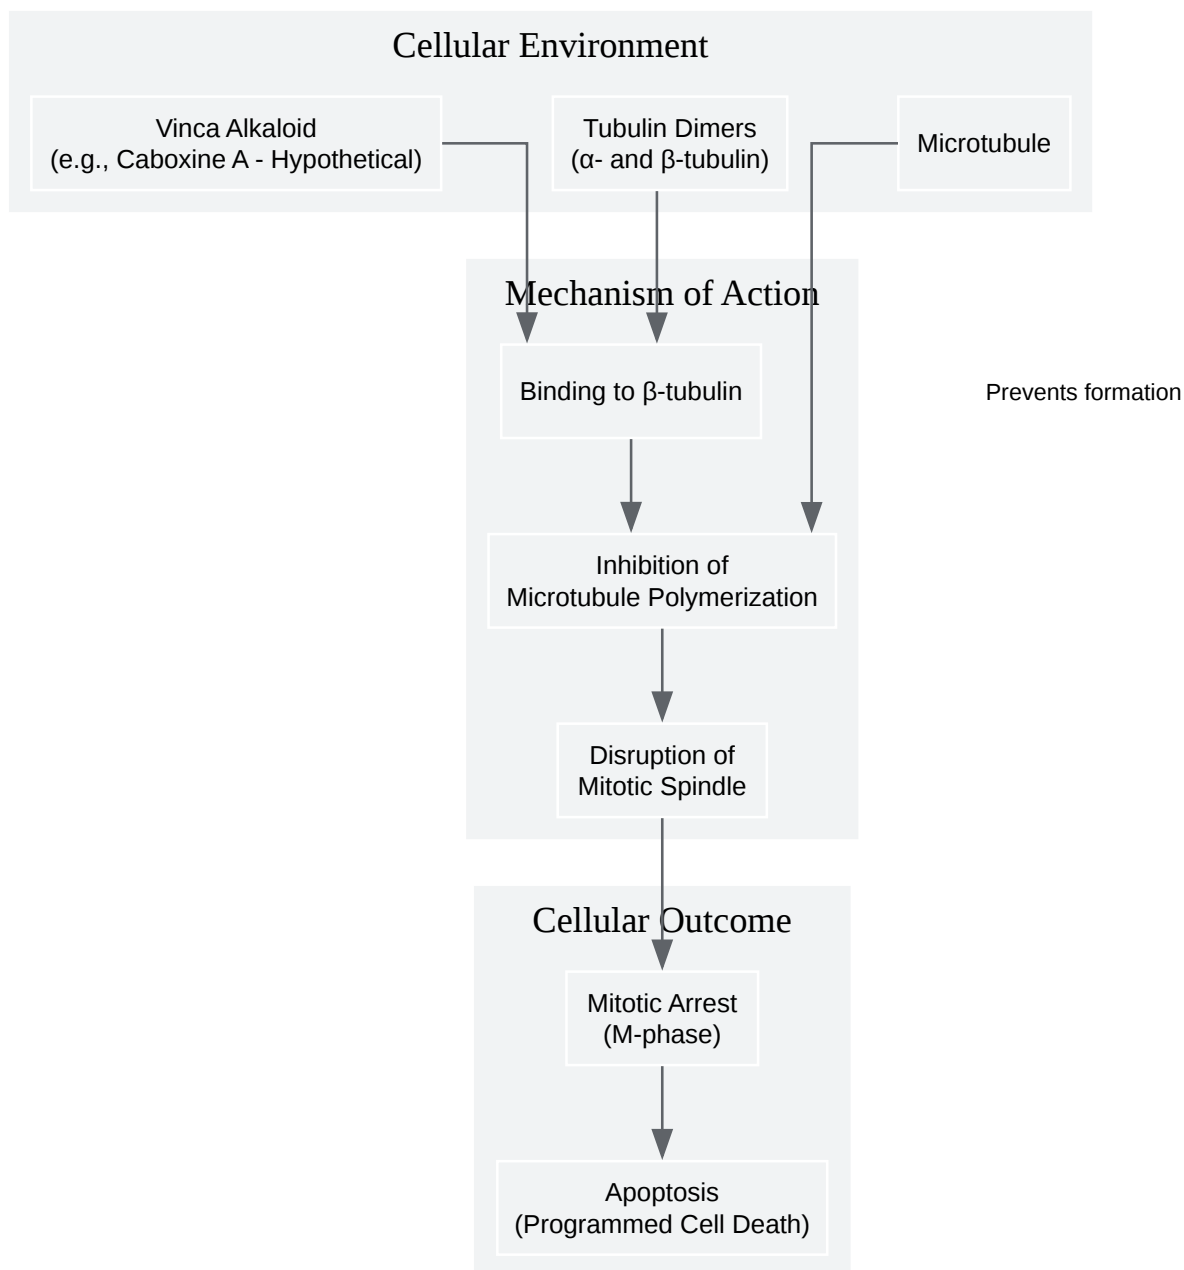 Cellular Environment
Vinca Alkaloid
(e.g., Caboxine A - Hypothetical)
Tubulin Dimers
(α- and β-tubulin)
Microtubule
Mechanism of Action
Binding to β-tubulin
Prevents formation
Inhibition of
Microtubule Polymerization
Disruption of
Mitotic Spindle
Cellular Outcome
Mitotic Arrest
(M-phase)
Apoptosis
(Programmed Cell Death)